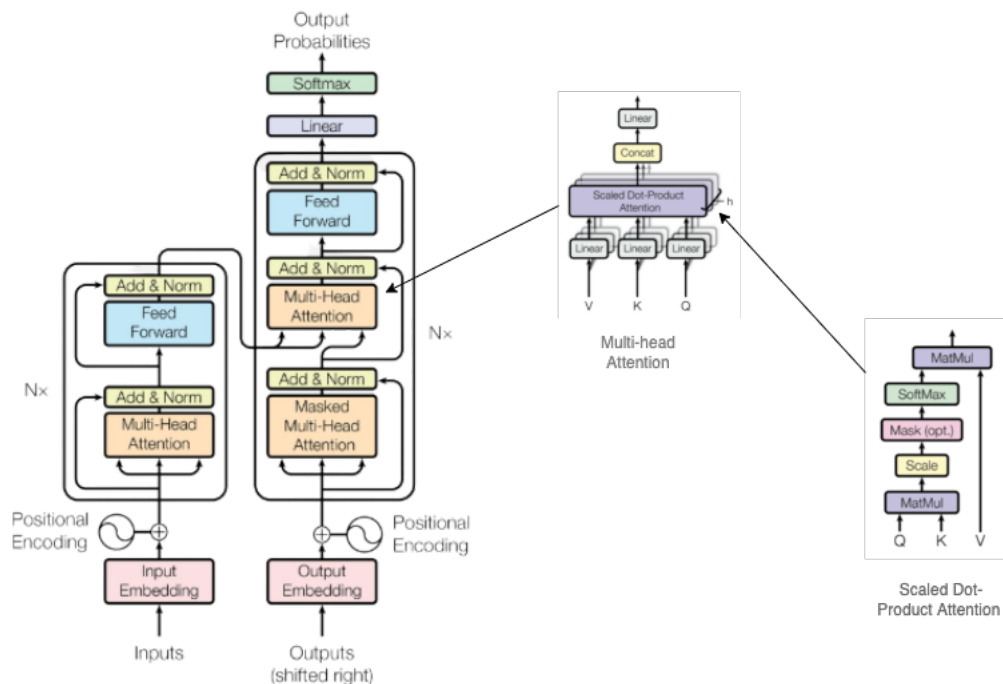 Output
Probabilities
Softmax
Linear
Add & Norm
Feed
Forward
Add & Norm
Multi-Head
Attention
Add & Norm
Masked
Multi-Head
Attention
Nx
Positional
Encoding
Output
Embedding
Outputs
(shifted right)
Add & Norm
Feed
Forward
Nx
Add & Norm
Multi-Head
Attention
Positional
Encoding
Input
Embedding
Inputs
Linear
Concat
Scaled Dot-Product
Attention
h
Linear Linear Linear
V K Q
Multi-head
Attention
MatMul
SoftMax
Mask (opt.)
Scale
MatMul
Q K V
Scaled Dot-
Product Attention